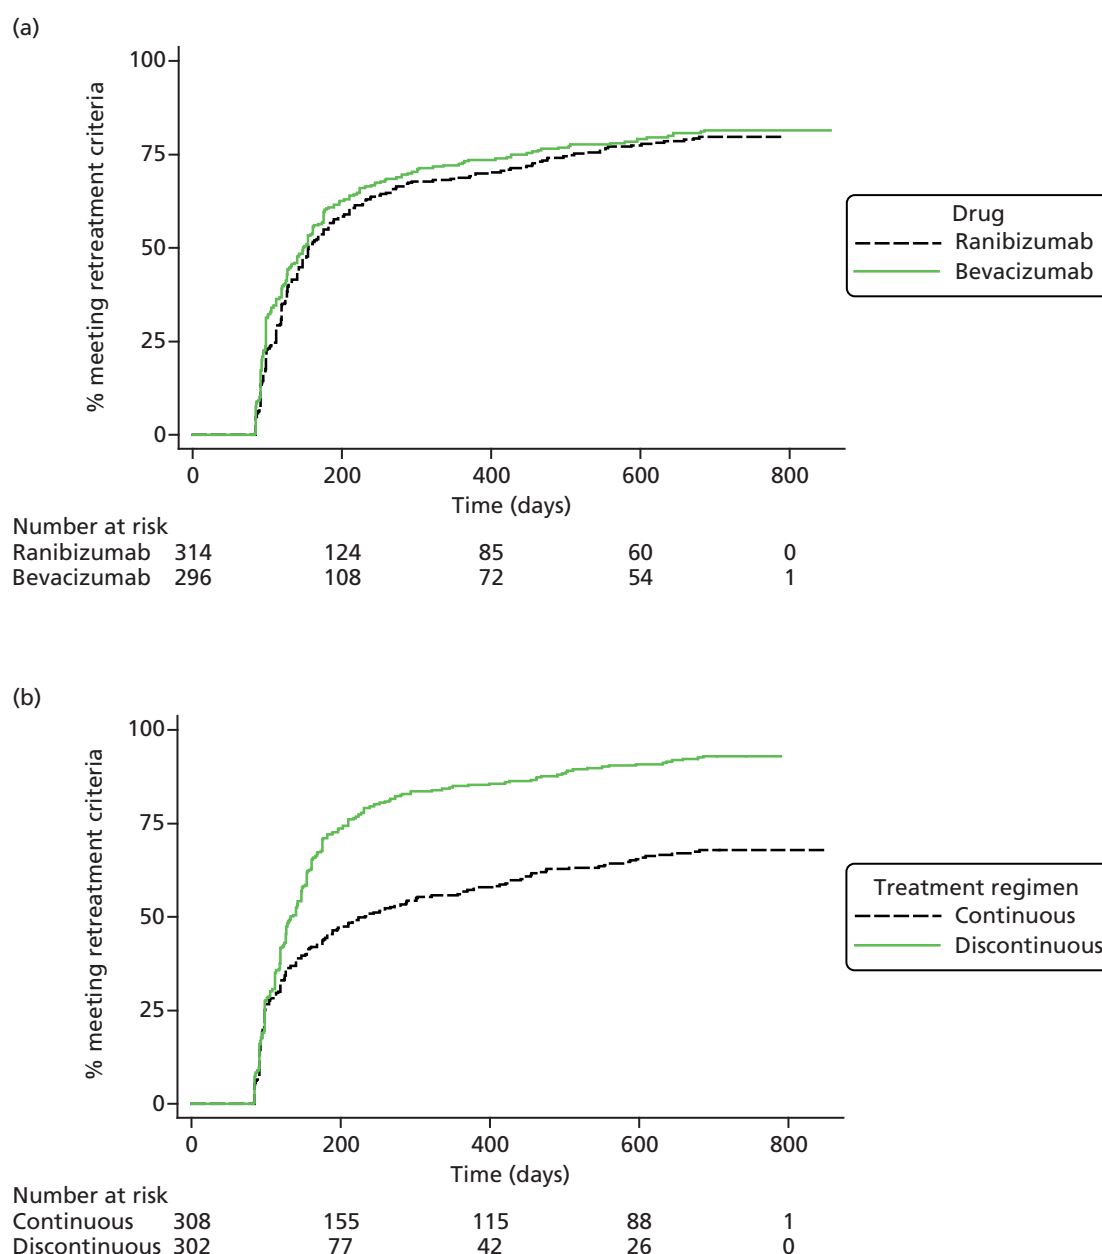 (a)
% meeting retreatment criteria
100
75
50
25
0
0 200 400 600 800
Time (days)
Drug
Ranibizumab
Bevacizumab
Number at risk
Ranibizumab 314 124 85 60 0
Bevacizumab 296 108 72 54 1
(b)
% meeting retreatment criteria
100
75
50
25
0
0 200 400 600 800
Time (days)
Treatment regimen
Continuous
Discontinuous
Number at risk
Continuous 308 155 115 88 1
Discontinuous 302 77 42 26 0